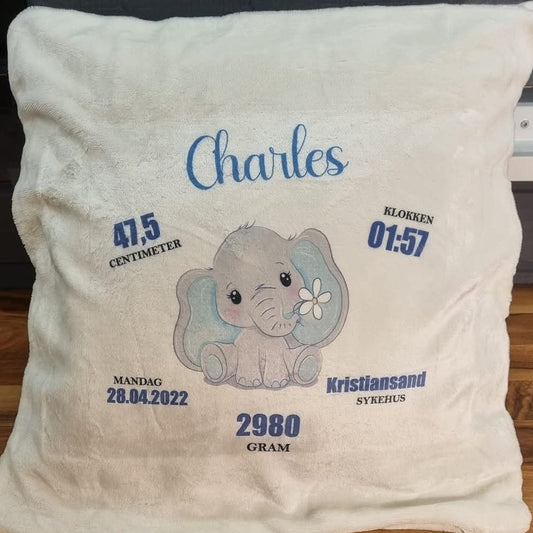 Charles
47,5
CENTIMETER
KLOKKEN
01:57
MANDAG
28.04.2022
Kristiansand
SYKEHUS
2980
GRAM